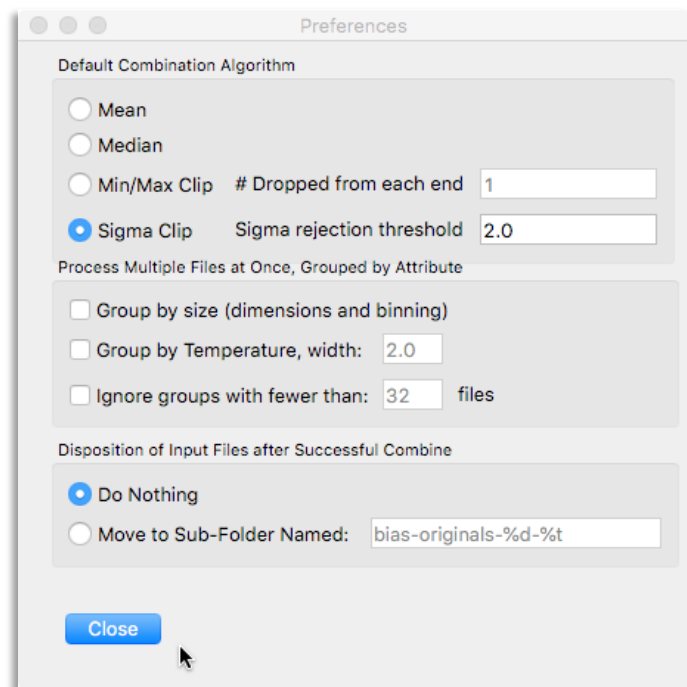 Preferences
Default Combination Algorithm
Mean
Median
Min/Max Clip # Dropped from each end 1
Sigma Clip Sigma rejection threshold 2.0
Process Multiple Files at Once, Grouped by Attribute
Group by size (dimensions and binning)
Group by Temperature, width: 2.0
Ignore groups with fewer than: 32 files
Disposition of Input Files after Successful Combine
Do Nothing
Move to Sub-Folder Named: bias-originals-%d-%t
Close